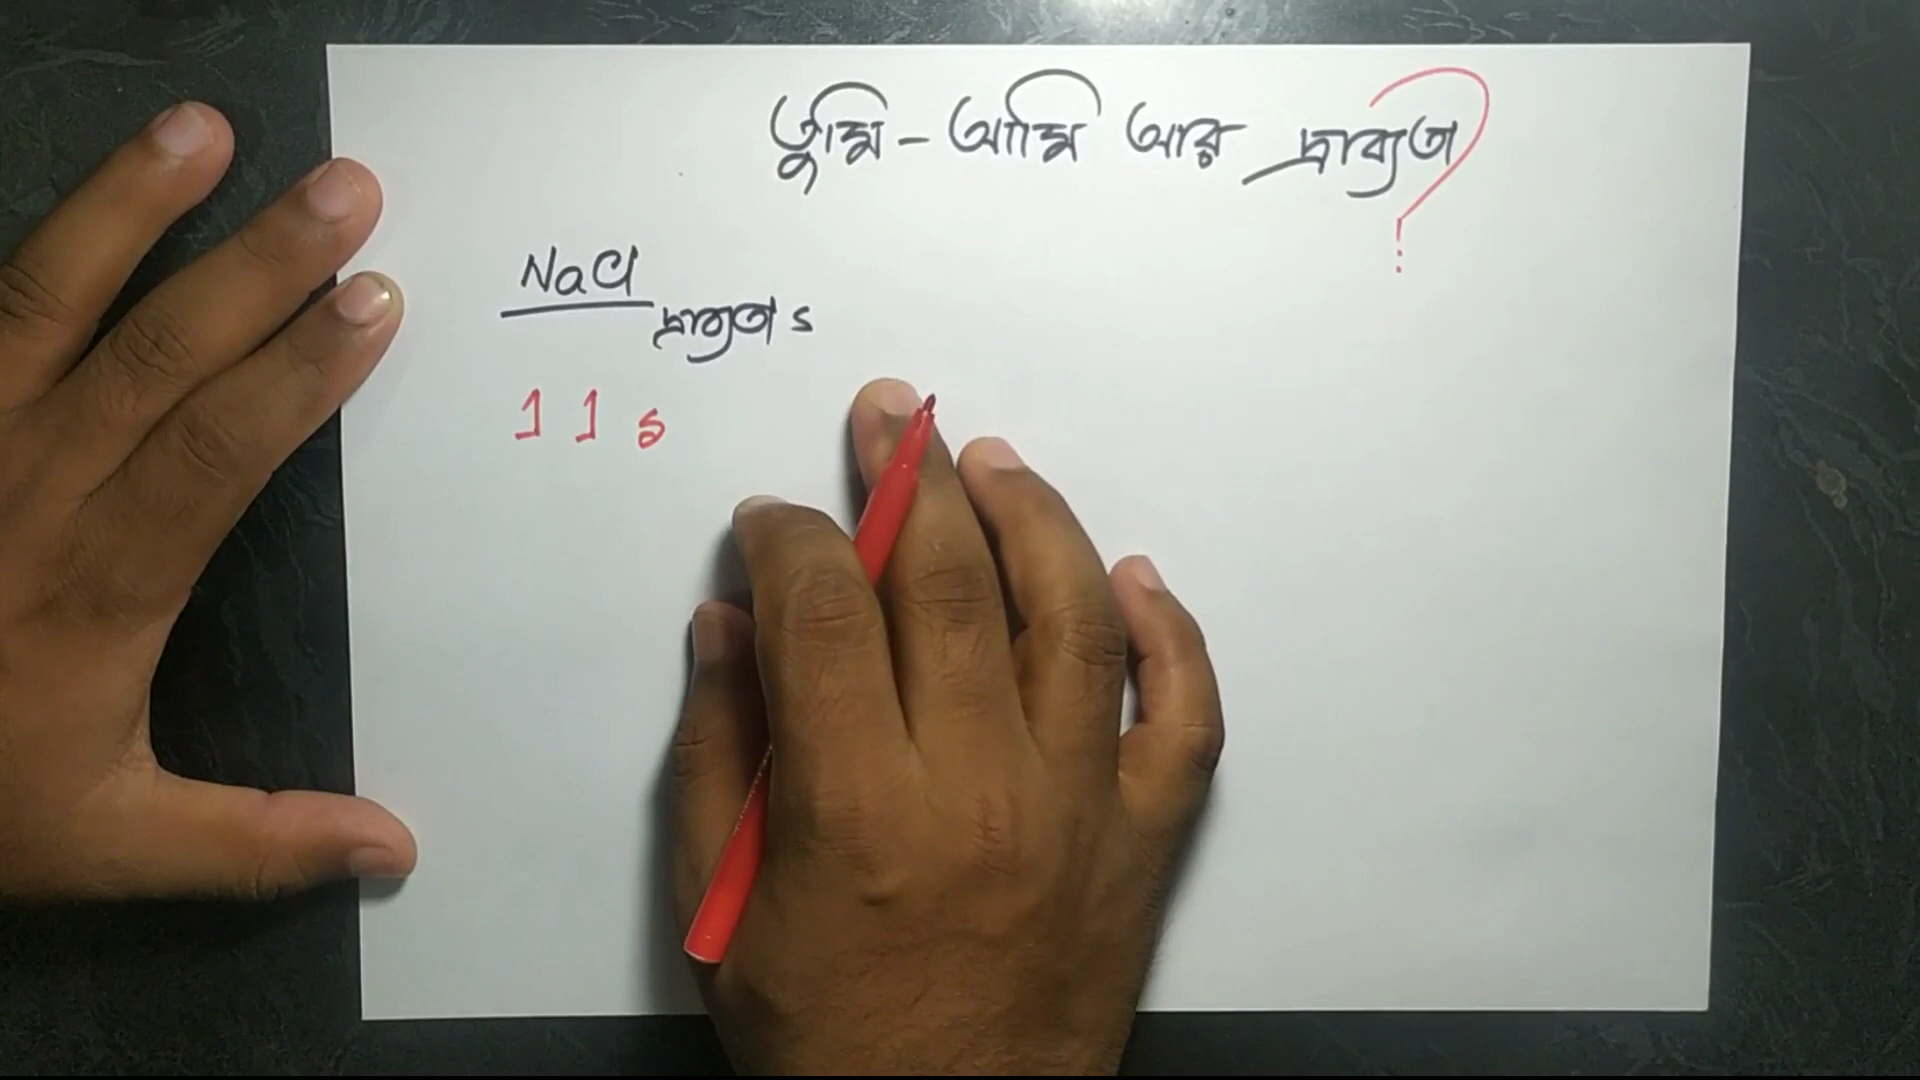 তুমি - আমি আর দ্রাব্যতা ?
NaCl
দ্রাব্যতা s
1 1 s